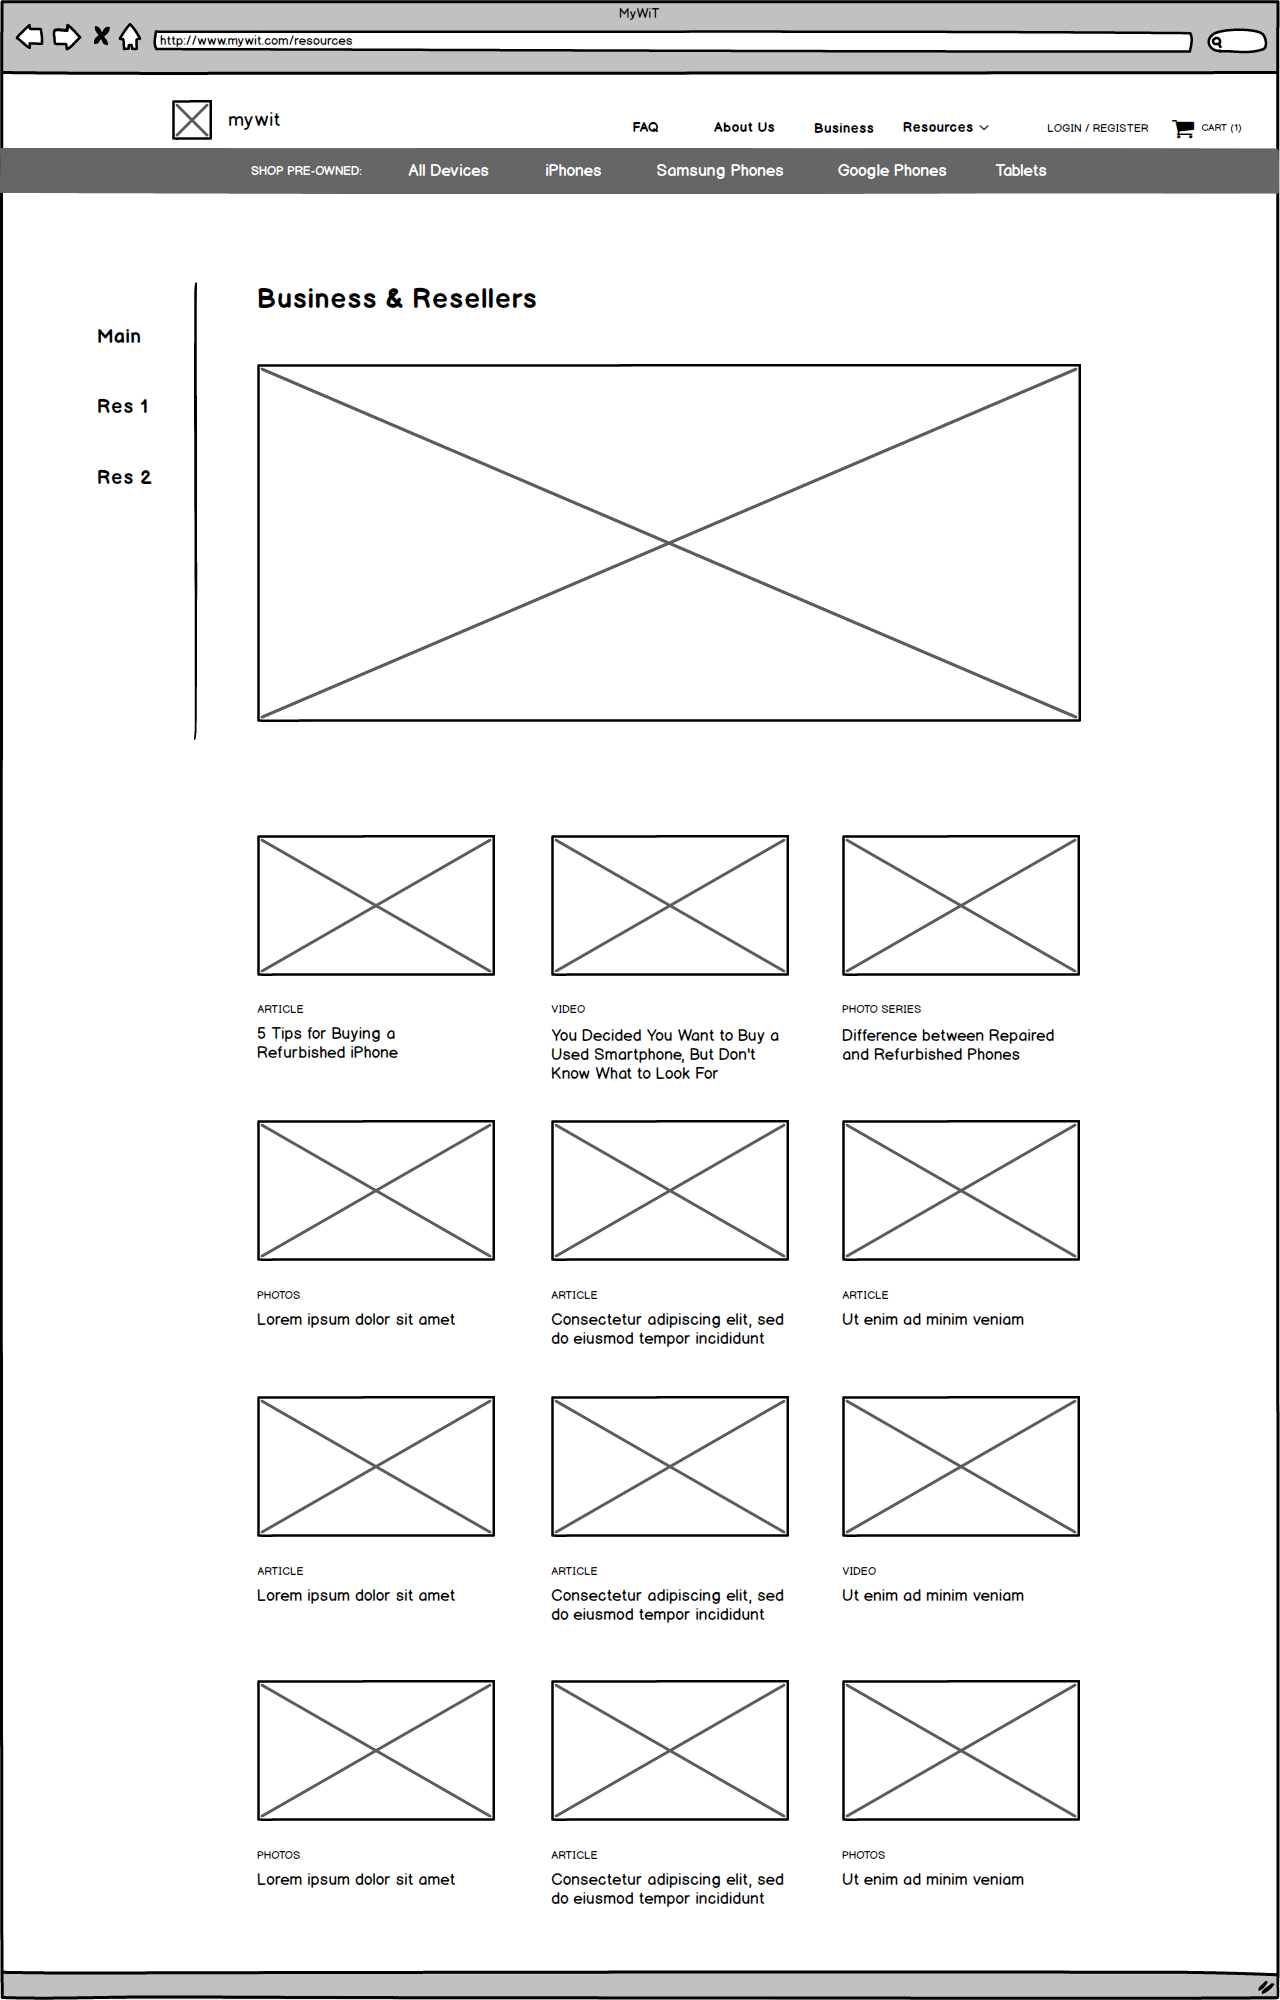 MyWiT
http://www.mywit.com/resources
mywit
FAQ
About Us
Business
Resources
LOGIN / REGISTER
CART (1)
SHOP PRE-OWNED:
All Devices
iPhones
Samsung Phones
Google Phones
Tablets
Business & Resellers
Main
Res 1
Res 2
ARTICLE
5 Tips for Buying a
Refurbished iPhone
VIDEO
You Decided You Want to Buy a
Used Smartphone, But Don't
Know What to Look For
PHOTO SERIES
Difference between Repaired
and Refurbished Phones
PHOTOS
Lorem ipsum dolor sit amet
ARTICLE
Consectetur adipiscing elit, sed
do eiusmod tempor incididunt
ARTICLE
Ut enim ad minim veniam
ARTICLE
Lorem ipsum dolor sit amet
ARTICLE
Consectetur adipiscing elit, sed
do eiusmod tempor incididunt
VIDEO
Ut enim ad minim veniam
PHOTOS
Lorem ipsum dolor sit amet
ARTICLE
Consectetur adipiscing elit, sed
do eiusmod tempor incididunt
PHOTOS
Ut enim ad minim veniam